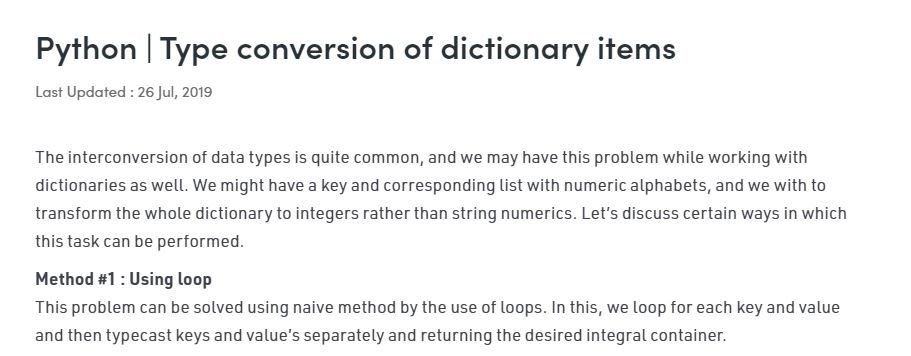 Python | Type conversion of dictionary items
Last Updated : 26 Jul, 2019
The interconversion of data types is quite common, and we may have this problem while working with
dictionaries as well. We might have a key and corresponding list with numeric alphabets, and we with to
transform the whole dictionary to integers rather than string numerics. Let’s discuss certain ways in which
this task can be performed.
Method #1 : Using loop
This problem can be solved using naive method by the use of loops. In this, we loop for each key and value
and then typecast keys and value’s separately and returning the desired integral container.